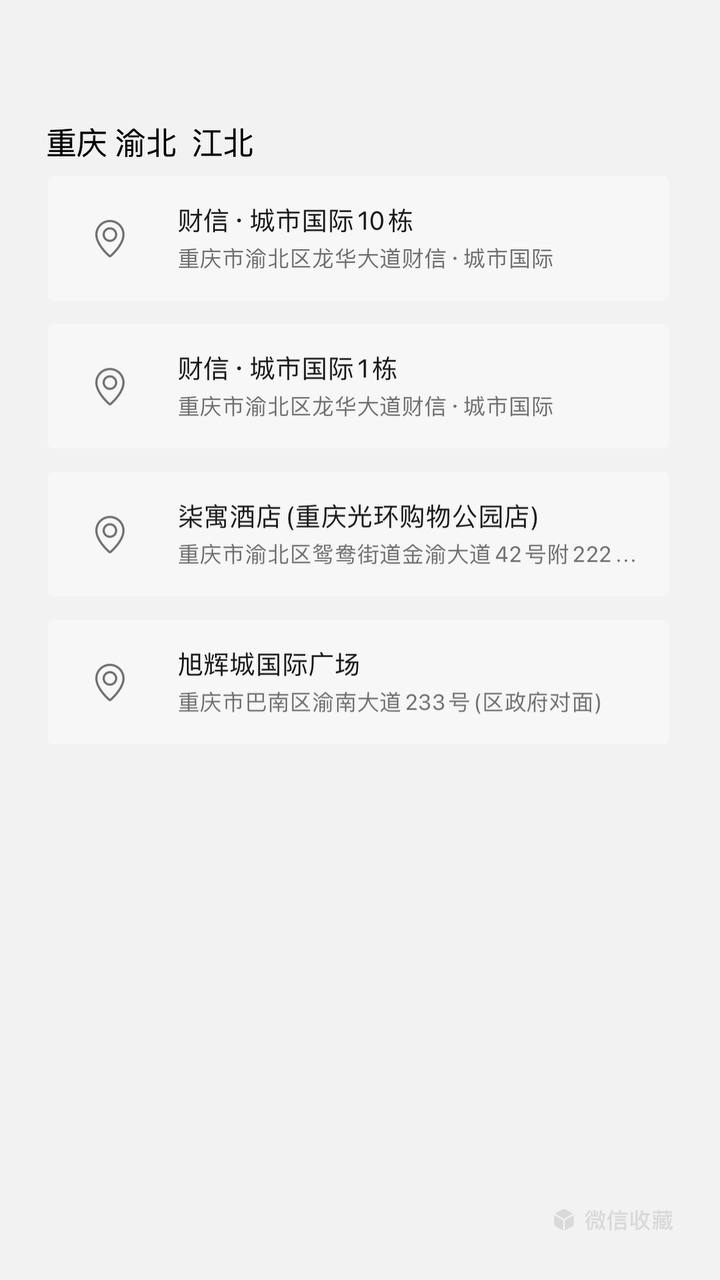 重庆 渝北  江北
财信 · 城市国际10栋
重庆市渝北区龙华大道财信 · 城市国际
财信 · 城市国际1栋
重庆市渝北区龙华大道财信 · 城市国际
柒寓酒店(重庆光环购物公园店)
重庆市渝北区鸳鸯街道金渝大道42号附222…
旭辉城国际广场
重庆市巴南区渝南大道233号(区政府对面)
微信收藏